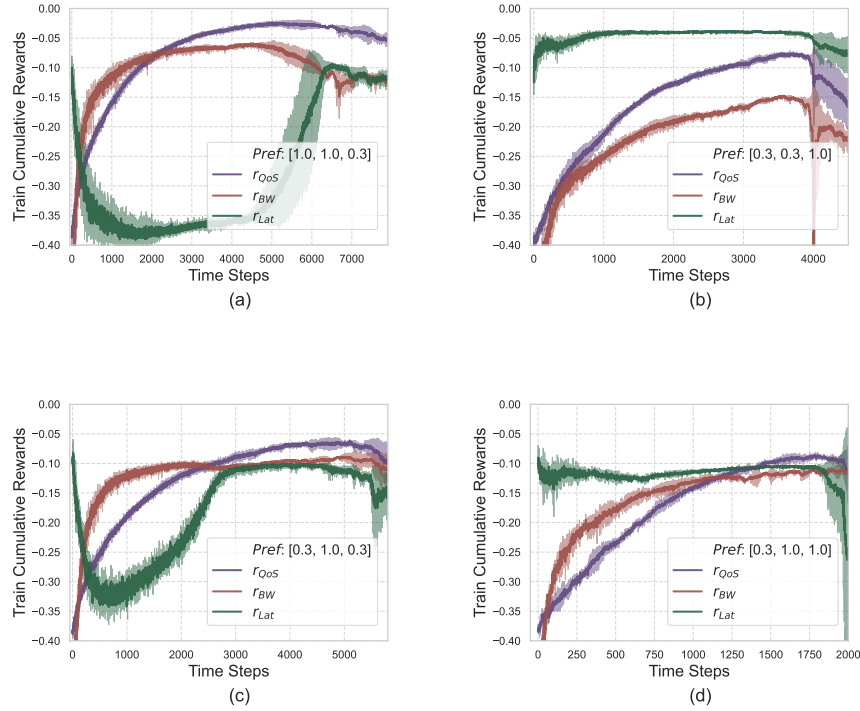 0.00
−0.05
−0.10
−0.15
−0.20
−0.25
−0.30
−0.35
−0.40
Train Cumulative Rewards
Pref: [1.0, 1.0, 0.3]
r_QoS
r_BW
r_Lat
0 1000 2000 3000 4000 5000 6000 7000
Time Steps
(a)
0.00
−0.05
−0.10
−0.15
−0.20
−0.25
−0.30
−0.35
−0.40
Train Cumulative Rewards
Pref: [0.3, 0.3, 1.0]
r_QoS
r_BW
r_Lat
0 1000 2000 3000 4000
Time Steps
(b)
0.00
−0.05
−0.10
−0.15
−0.20
−0.25
−0.30
−0.35
−0.40
Train Cumulative Rewards
Pref: [0.3, 1.0, 0.3]
r_QoS
r_BW
r_Lat
0 1000 2000 3000 4000 5000
Time Steps
(c)
0.00
−0.05
−0.10
−0.15
−0.20
−0.25
−0.30
−0.35
−0.40
Train Cumulative Rewards
Pref: [0.3, 1.0, 1.0]
r_QoS
r_BW
r_Lat
0 250 500 750 1000 1250 1500 1750 2000
Time Steps
(d)